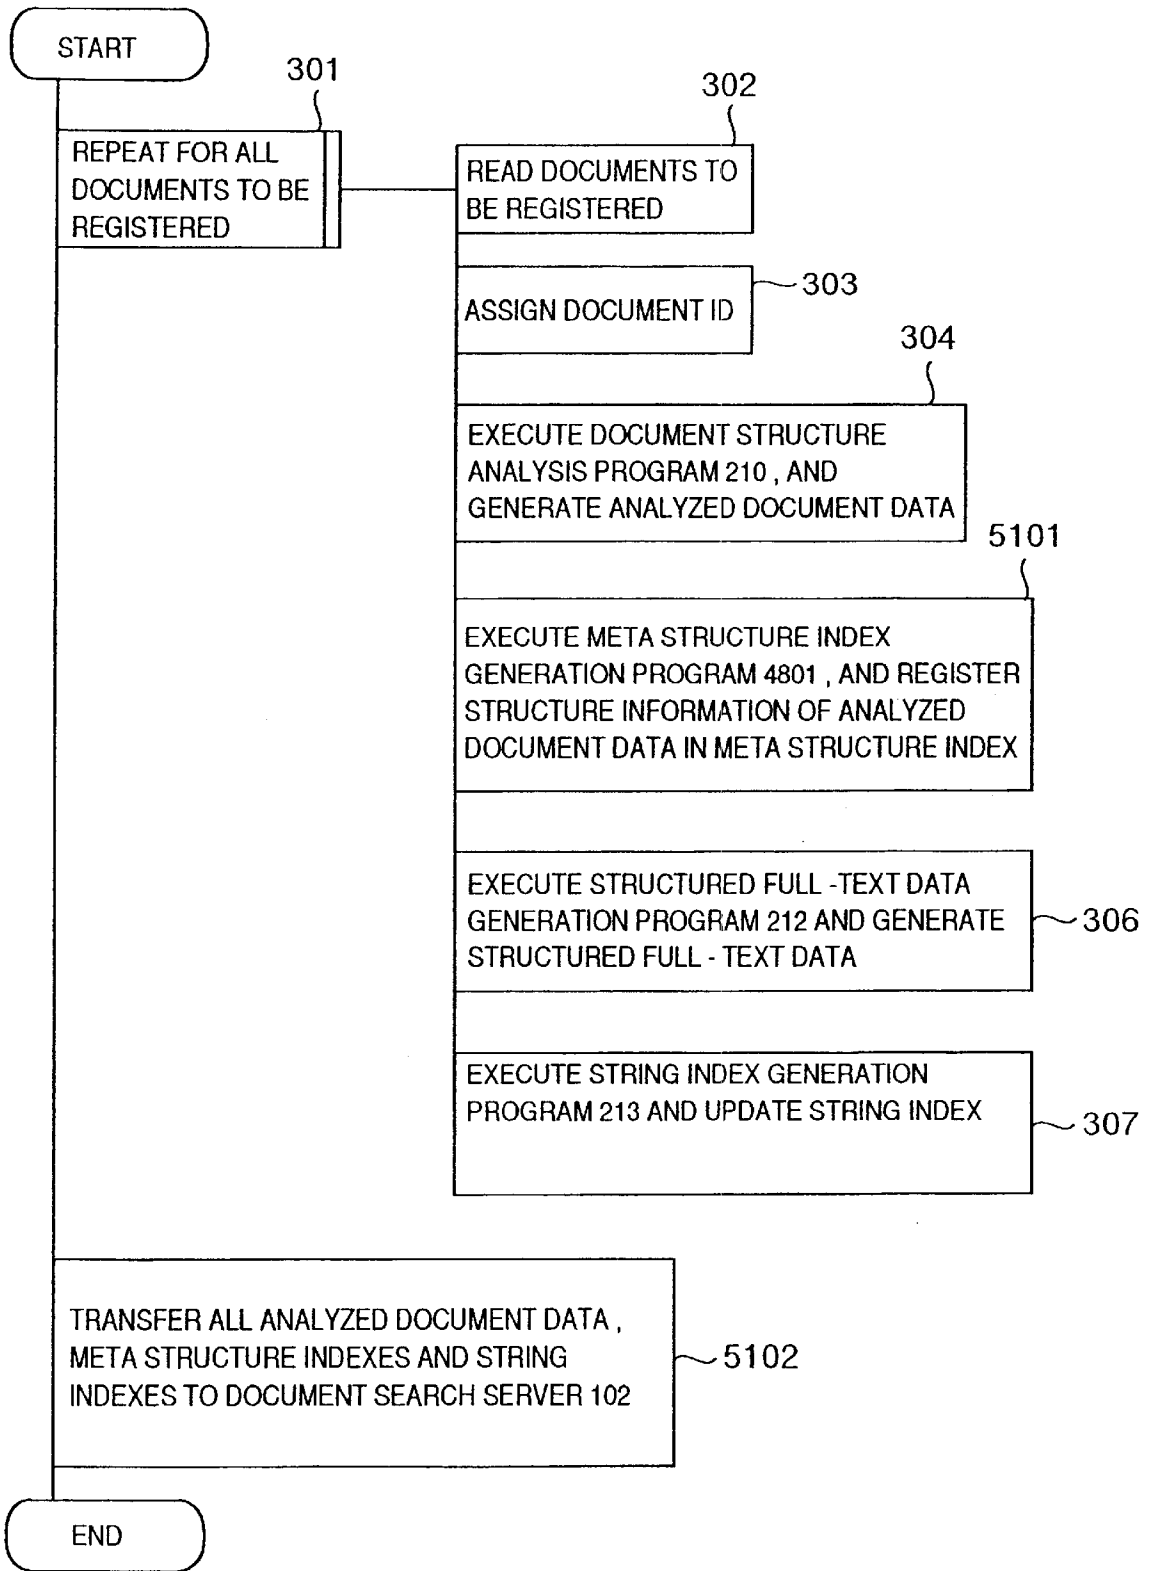 START
301
REPEAT FOR ALL
DOCUMENTS TO BE
REGISTERED
302
READ DOCUMENTS TO
BE REGISTERED
303
ASSIGN DOCUMENT ID
304
EXECUTE DOCUMENT STRUCTURE
ANALYSIS PROGRAM 210 , AND
GENERATE ANALYZED DOCUMENT DATA
5101
EXECUTE META STRUCTURE INDEX
GENERATION PROGRAM 4801 , AND REGISTER
STRUCTURE INFORMATION OF ANALYZED
DOCUMENT DATA IN META STRUCTURE INDEX
EXECUTE STRUCTURED FULL -TEXT DATA
GENERATION PROGRAM 212 AND GENERATE
STRUCTURED FULL - TEXT DATA
306
EXECUTE STRING INDEX GENERATION
PROGRAM 213 AND UPDATE STRING INDEX
307
TRANSFER ALL ANALYZED DOCUMENT DATA ,
META STRUCTURE INDEXES AND STRING
INDEXES TO DOCUMENT SEARCH SERVER 102
5102
END